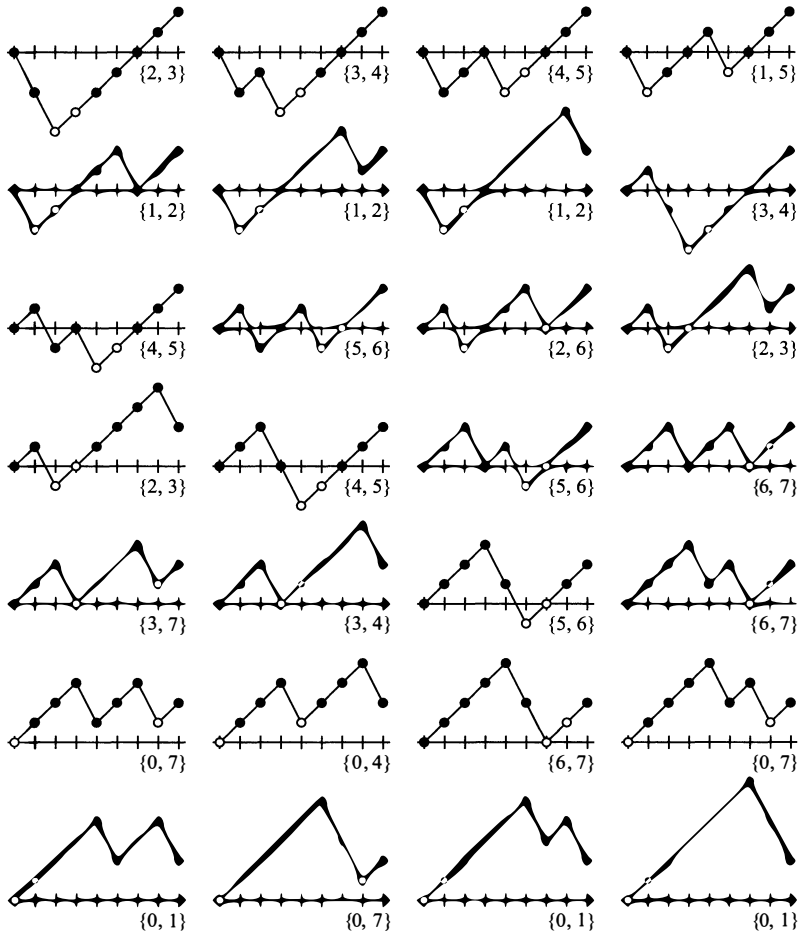 {2, 3} {3, 4} {4, 5} {1, 5}
{1, 2} {1, 2} {1, 2} {3, 4}
{4, 5} {5, 6} {2, 6} {2, 3}
{2, 3} {4, 5} {5, 6} {6, 7}
{3, 7} {3, 4} {5, 6} {6, 7}
{0, 7} {0, 4} {6, 7} {0, 7}
{0, 1} {0, 7} {0, 1} {0, 1}